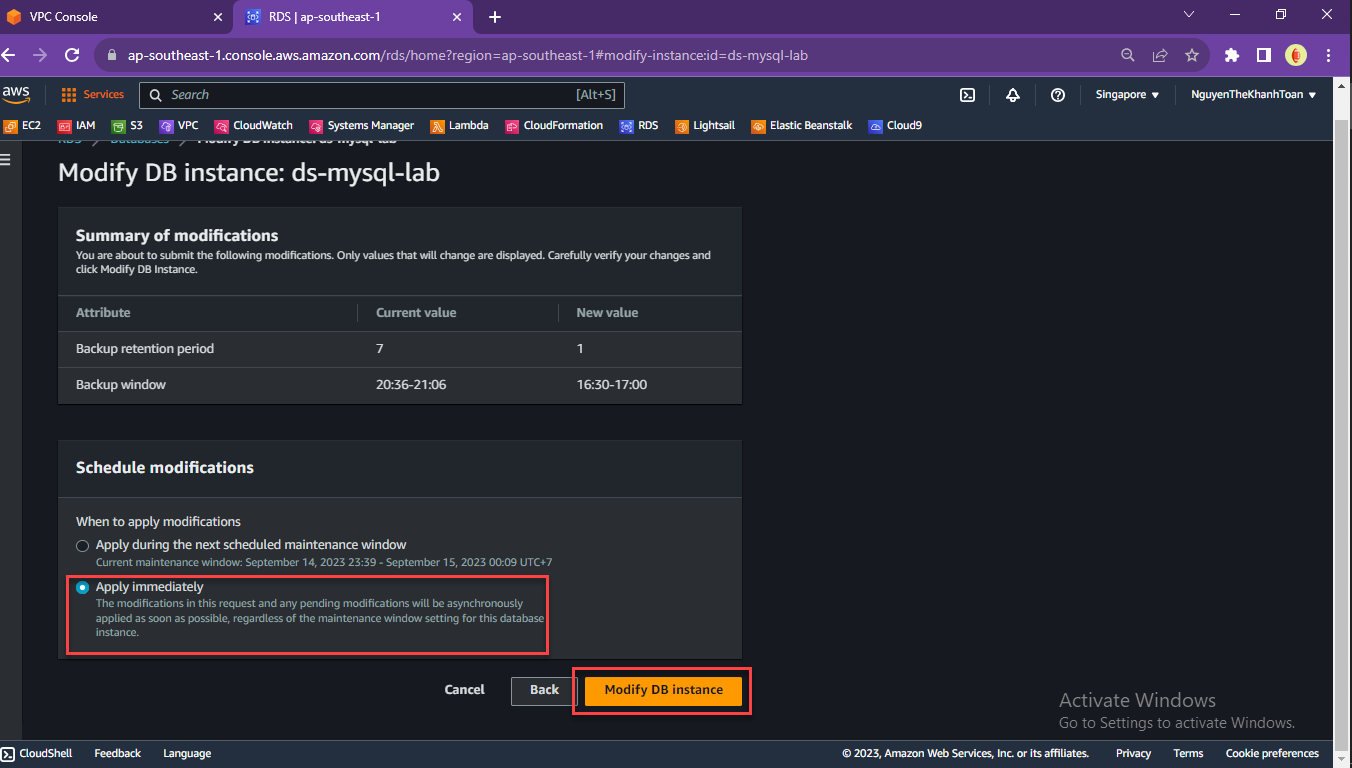 VPC Console
RDS | ap-southeast-1
ap-southeast-1.console.aws.amazon.com/rds/home?region=ap-southeast-1#modify-instance:id=ds-mysql-lab
aws
Services
Search
[Alt+S]
Singapore
NguyenTheKhanhToan
EC2
IAM
S3
VPC
CloudWatch
Systems Manager
Lambda
CloudFormation
RDS
Lightsail
Elastic Beanstalk
Cloud9
RDS
Databases
Modify DB instance: ds-mysql-lab
Modify DB instance: ds-mysql-lab
Summary of modifications
You are about to submit the following modifications. Only values that will change are displayed. Carefully verify your changes and
click Modify DB Instance.
Attribute
Current value
New value
Backup retention period
7
1
Backup window
20:36-21:06
16:30-17:00
Schedule modifications
When to apply modifications
Apply during the next scheduled maintenance window
Current maintenance window: September 14, 2023 23:39 - September 15, 2023 00:09 UTC+7
Apply immediately
The modifications in this request and any pending modifications will be asynchronously
applied as soon as possible, regardless of the maintenance window setting for this database
instance.
Cancel
Back
Modify DB instance
Activate Windows
Go to Settings to activate Windows.
CloudShell
Feedback
Language
© 2023, Amazon Web Services, Inc. or its affiliates.
Privacy
Terms
Cookie preferences